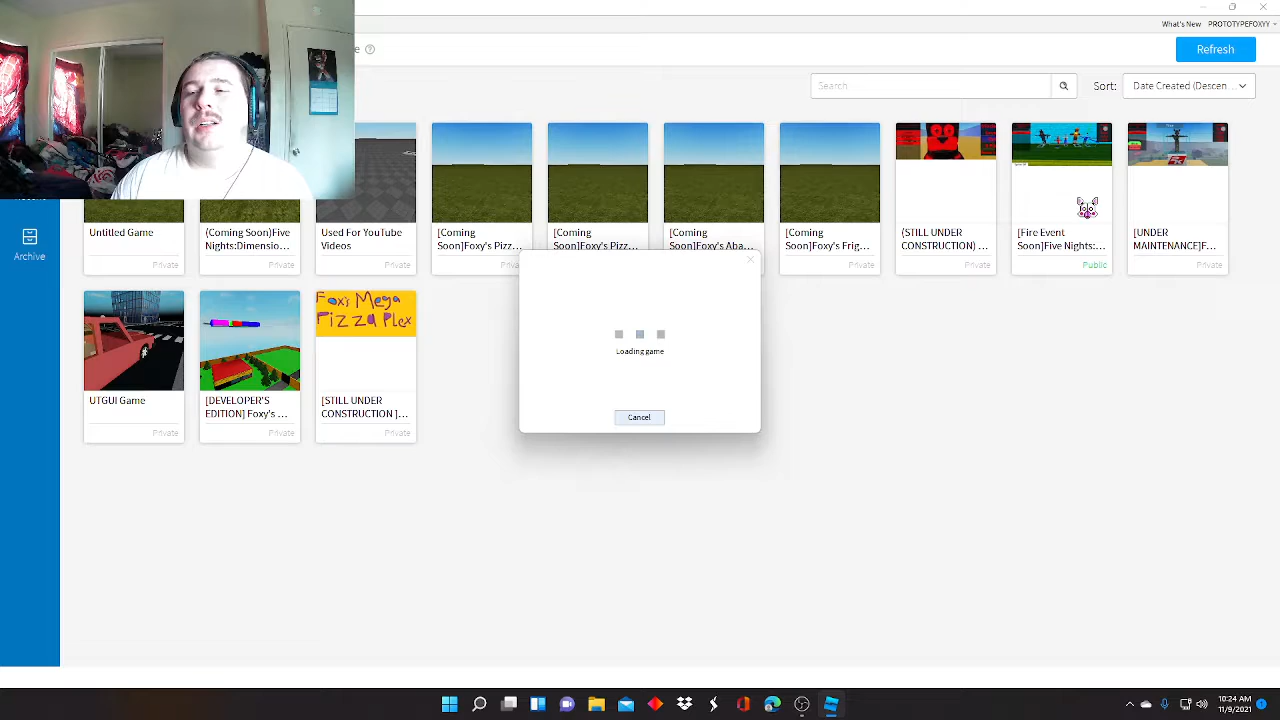 What's New PROTOTYPEFOXYY
e
Refresh
Search...
Sort: Date Created (Descen...
Archive
Untitled Game
Private
(Coming Soon)Five Nights:Dimensio...
Private
Used For YouTube Videos
Private
[Coming Soon]Foxy's Pizz...
Priva
[Coming Soon]Foxy's Pizz...
[Coming Soon]Foxy's Aba...
[Coming Soon]Foxy's Frig...
Private
(STILL UNDER CONSTRUCTION) ...
Private
[Fire Event Soon]Five Nights:...
Public
[UNDER MAINTENANCE]F...
Private
Loading game
Cancel
UTGUI Game
Private
[DEVELOPER'S EDITION] Foxy's ...
Private
Fox's Mega
Pizza Plex
[STILL UNDER CONSTRUCTION ]...
Private
10:24 AM
11/9/2021